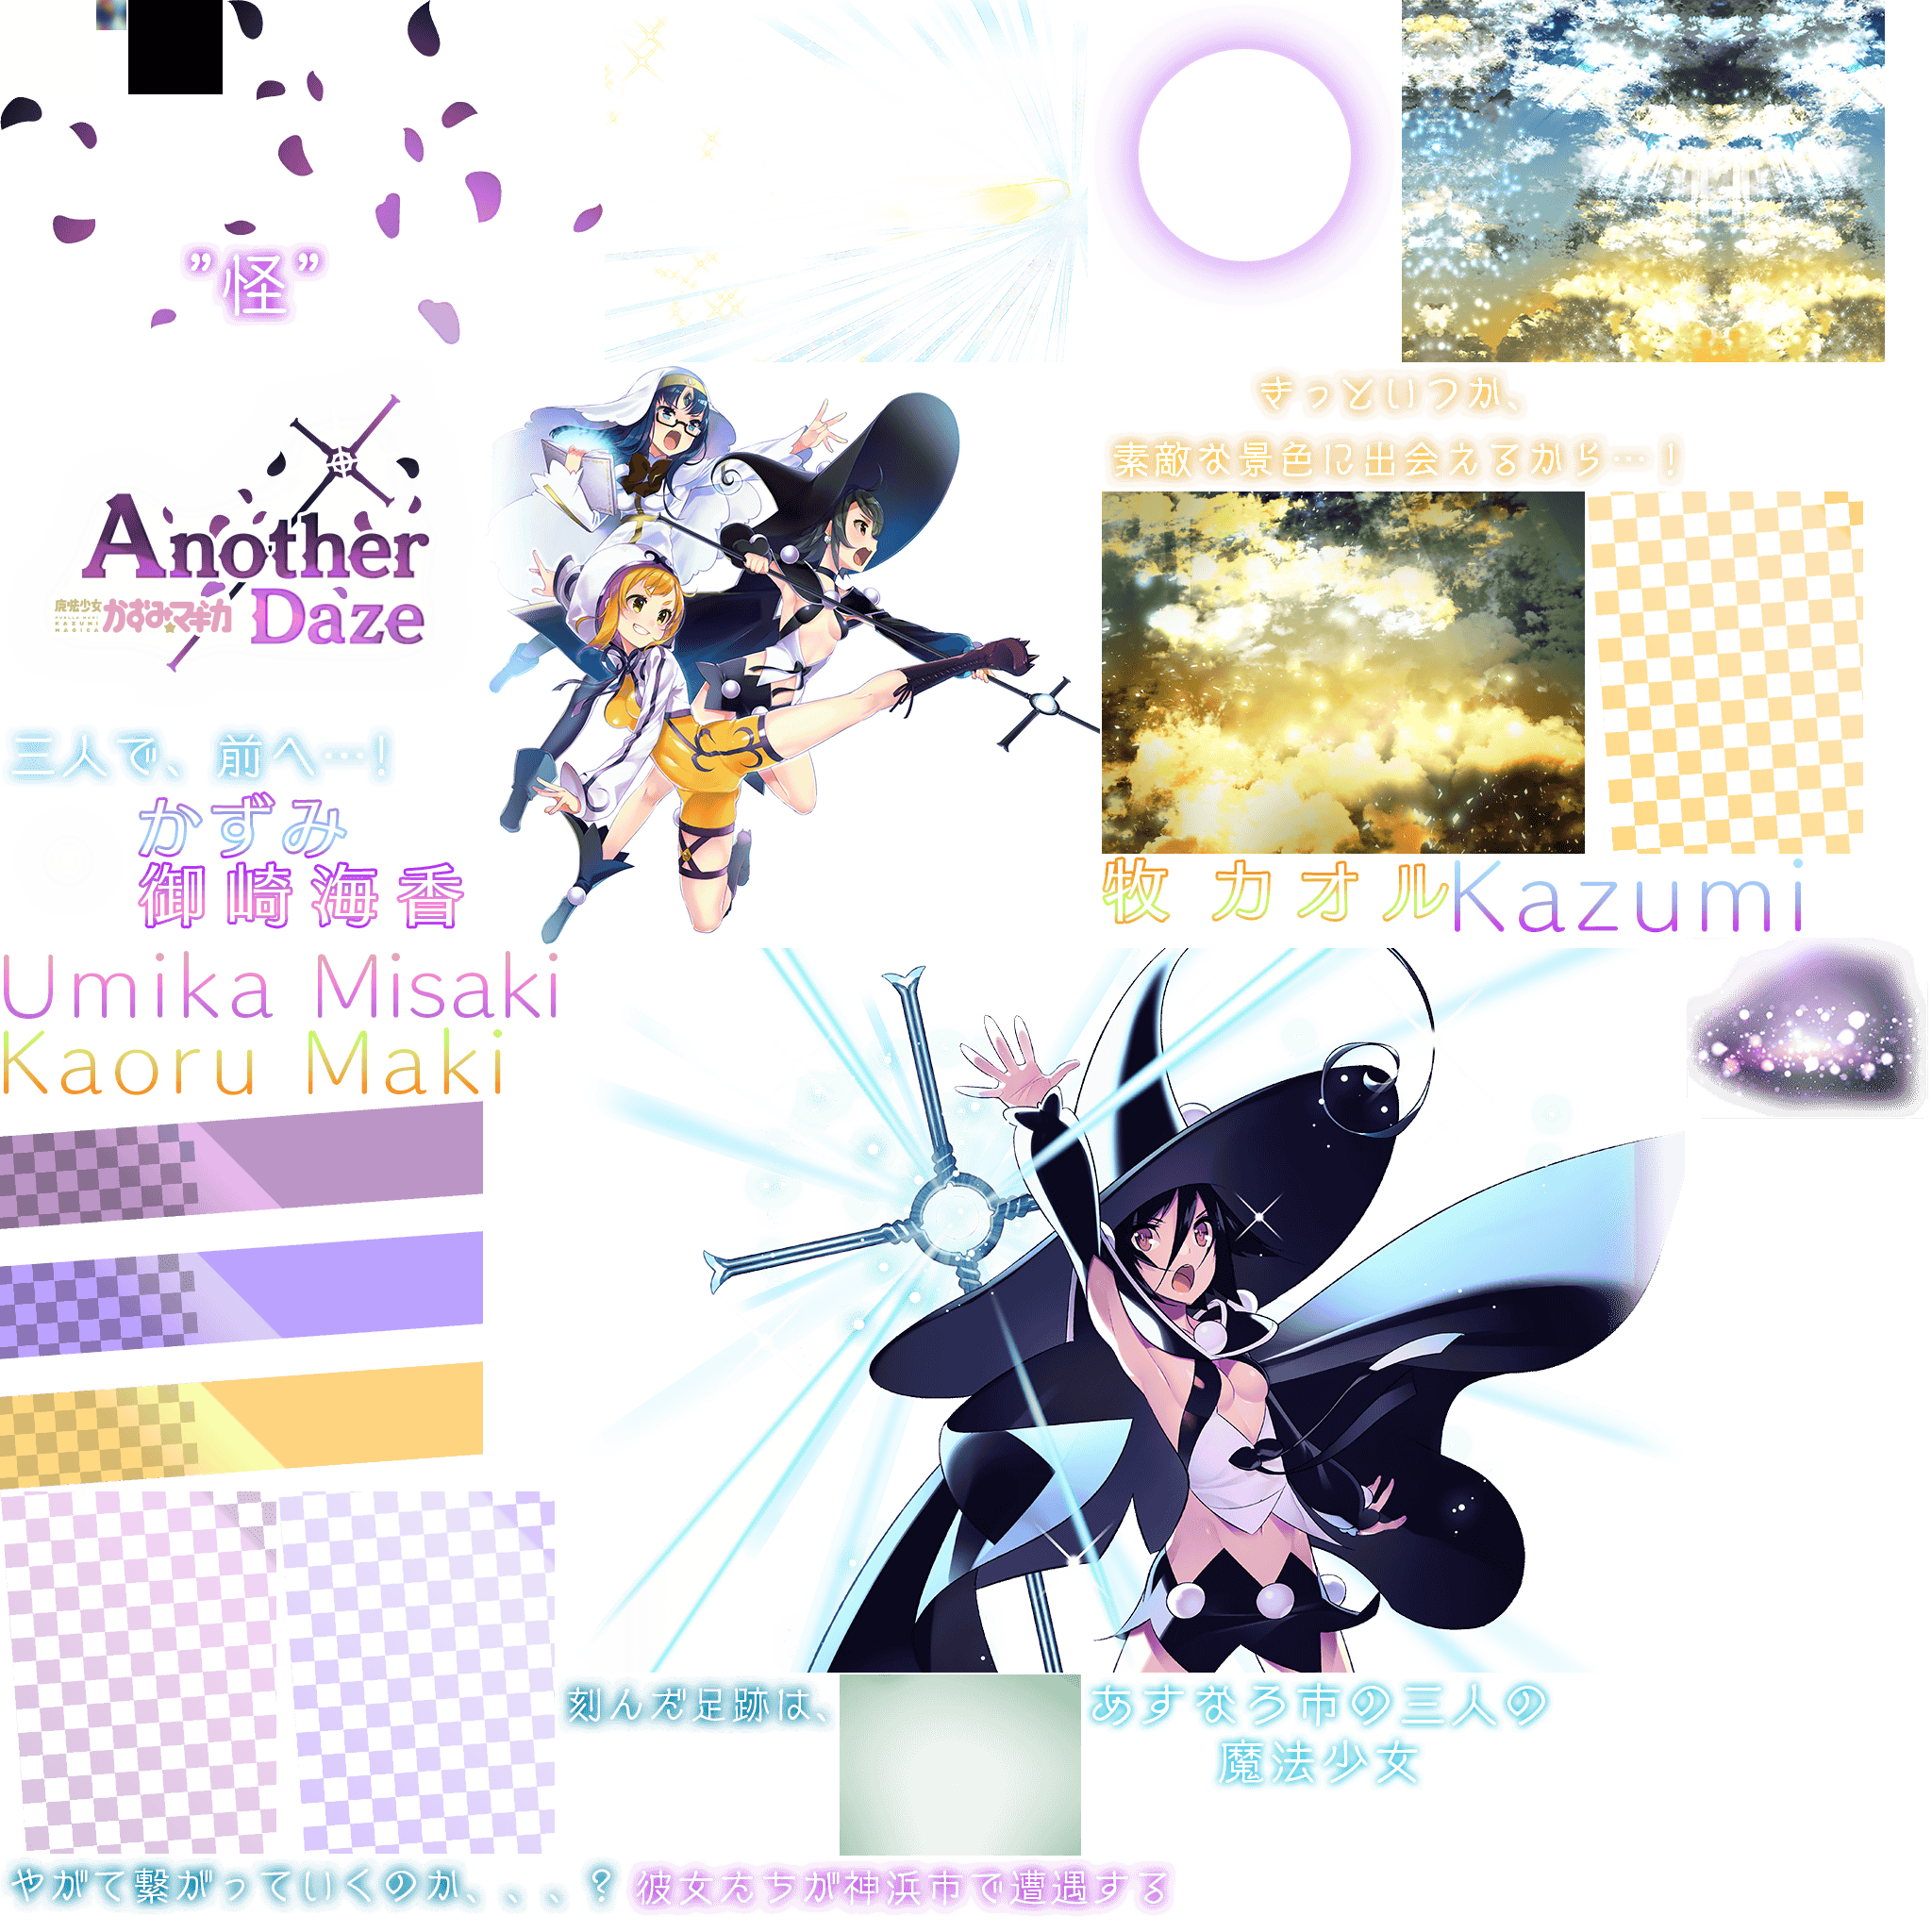 ”怪”
きっといつか、
素敵な景色に出会えるから…！
Another
Daze
魔法少女
かずみ★マギカ
PUELLA MAGI
KAZUMI
MAGICA
三人で、前へ…！
かずみ
御崎海香
牧 カオル
Kazumi
Umika Misaki
Kaoru Maki
刻んだ足跡は、
あすなろ市の三人の
魔法少女
やがて繋がっていくのか、、、？
彼女たちが神浜市で遭遇する